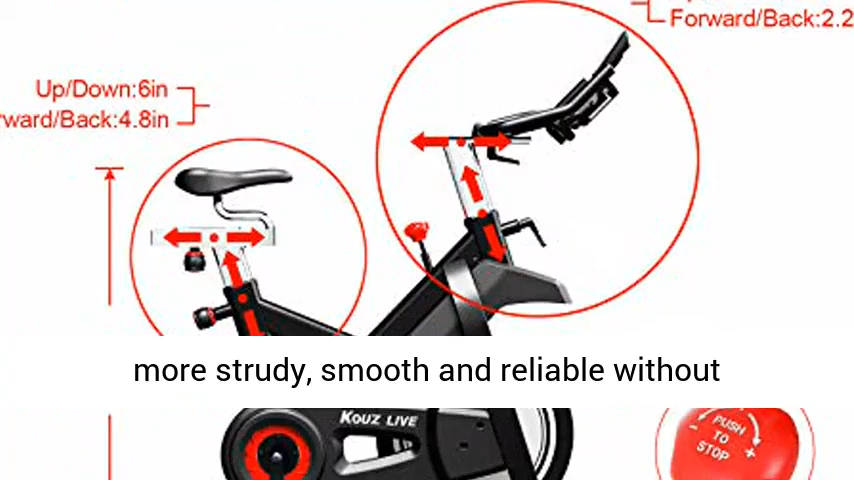 Forward/Back:2.2
Up/Down:6in
rward/Back:4.8in
more strudy, smooth and reliable without
KOUZ LIVE
PUSH
TO
STOP
- +